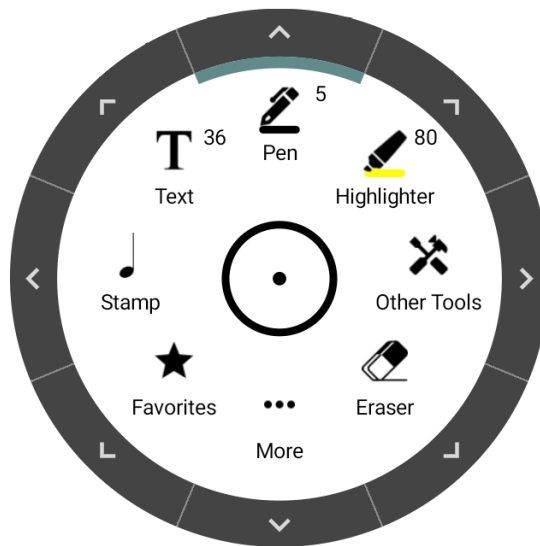 5
Pen
36
Text
80
Highlighter
Stamp
Other Tools
Favorites
Eraser
More